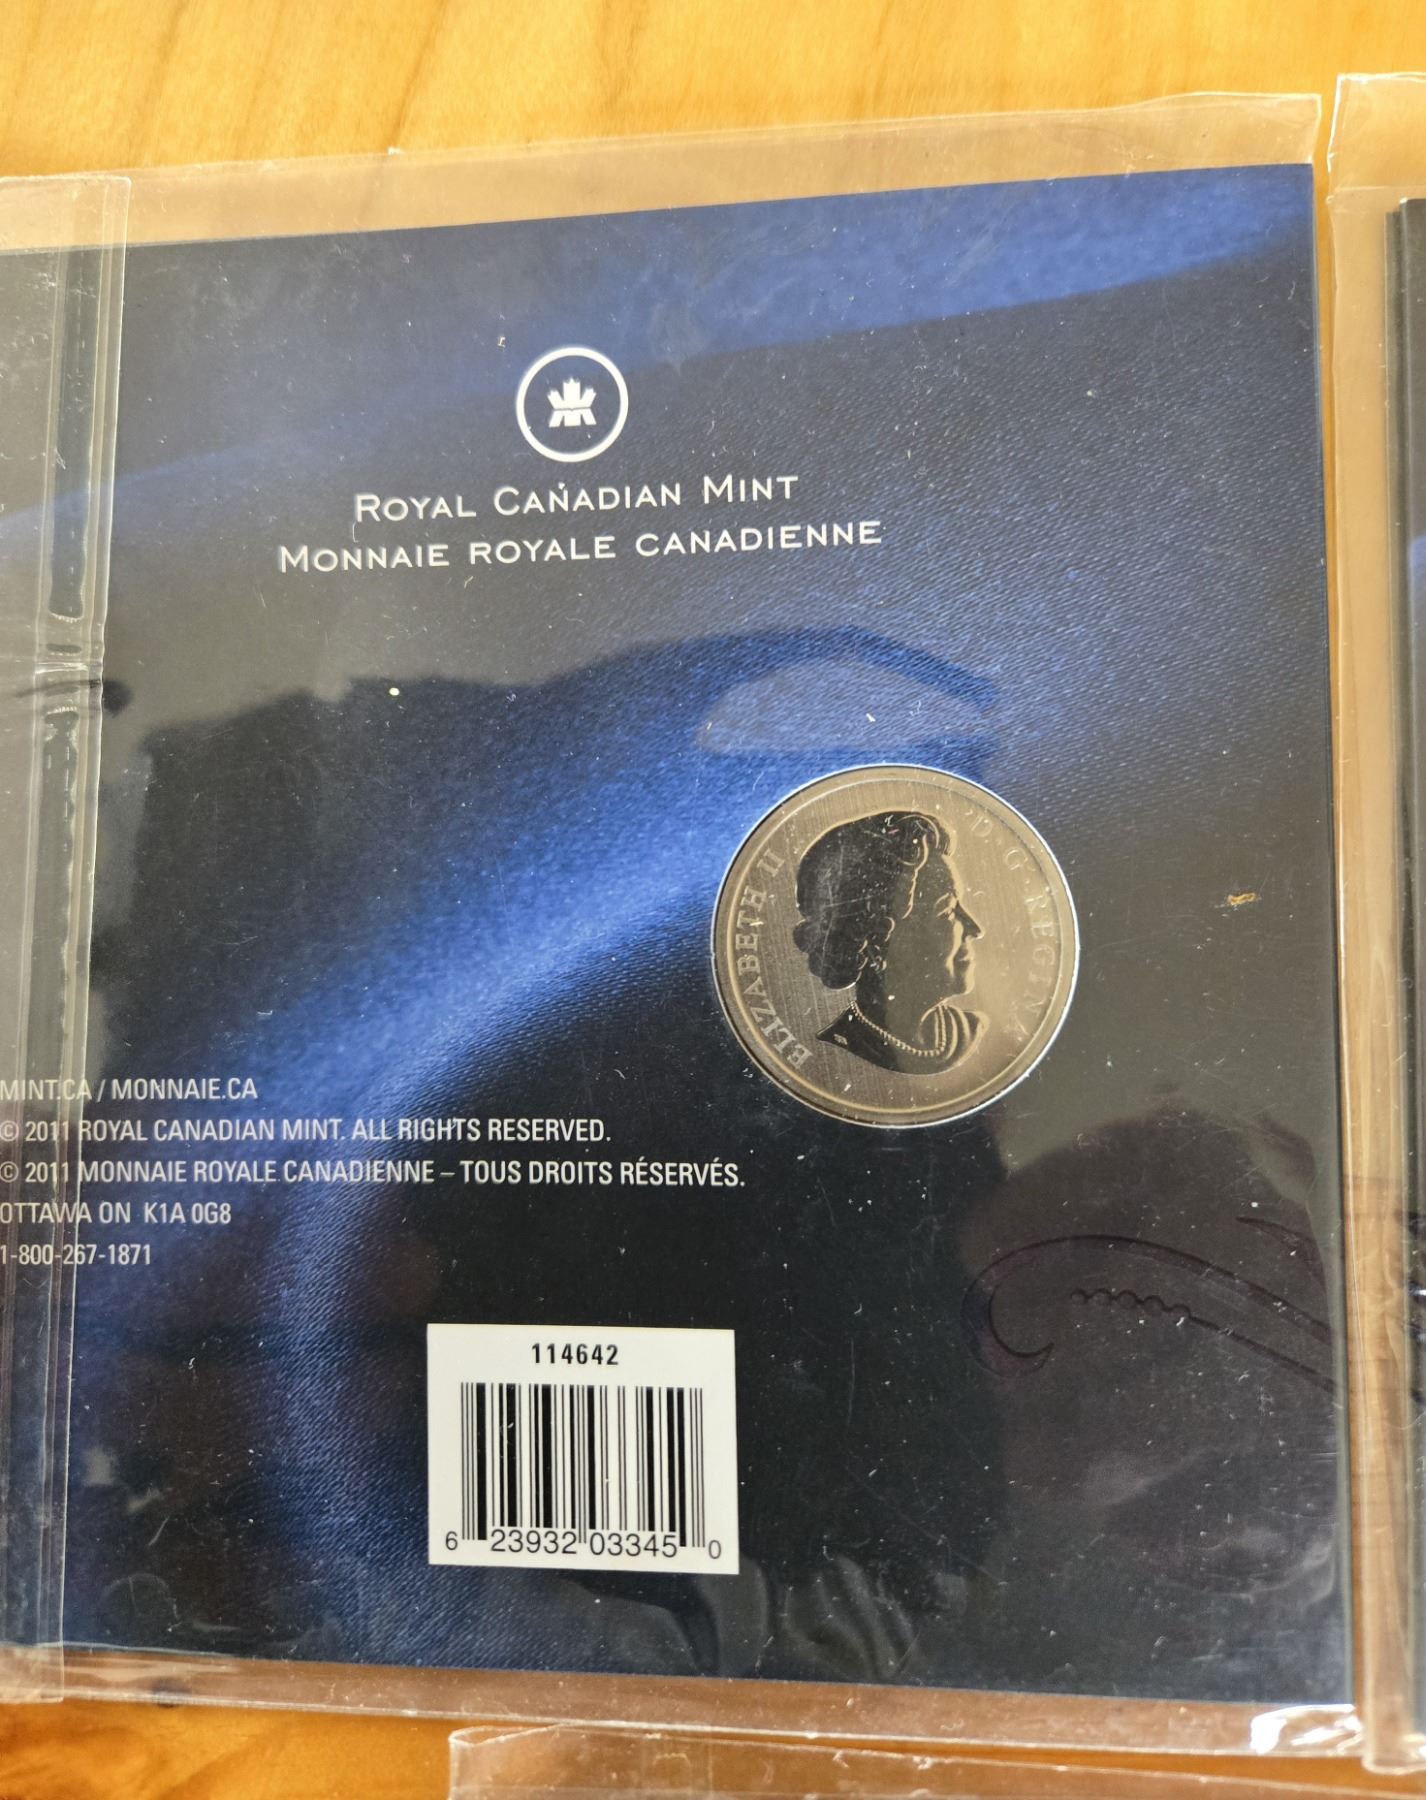 ROYAL CANADIAN MINT
MONNAIE ROYALE CANADIENNE
ELIZABETH II D·G·REGINA
MINT.CA / MONNAIE.CA
© 2011 ROYAL CANADIAN MINT. ALL RIGHTS RESERVED.
© 2011 MONNAIE ROYALE CANADIENNE – TOUS DROITS RÉSERVÉS.
OTTAWA ON K1A 0G8
1-800-267-1871
114642
6 23932 03345 0